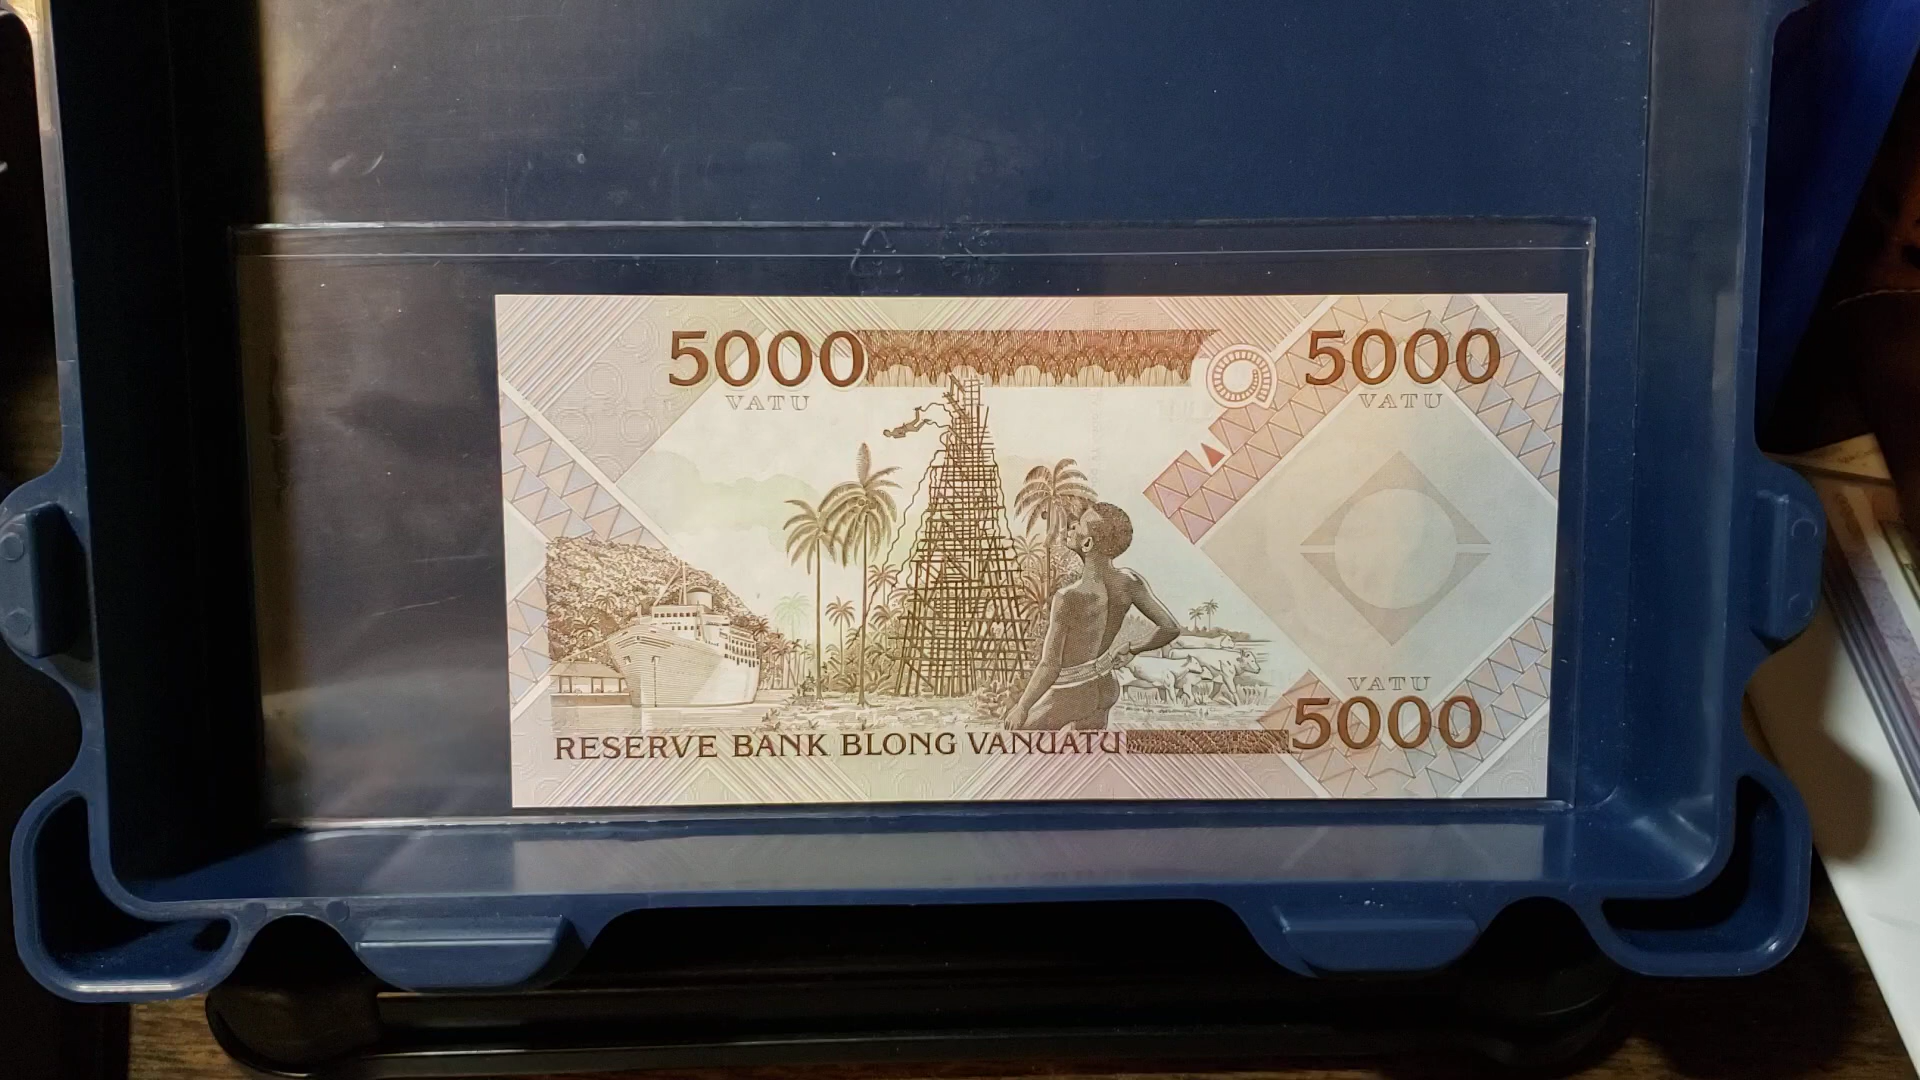 5000
VATU
5000
VATU
VATU
5000
RESERVE BANK BLONG VANUATU